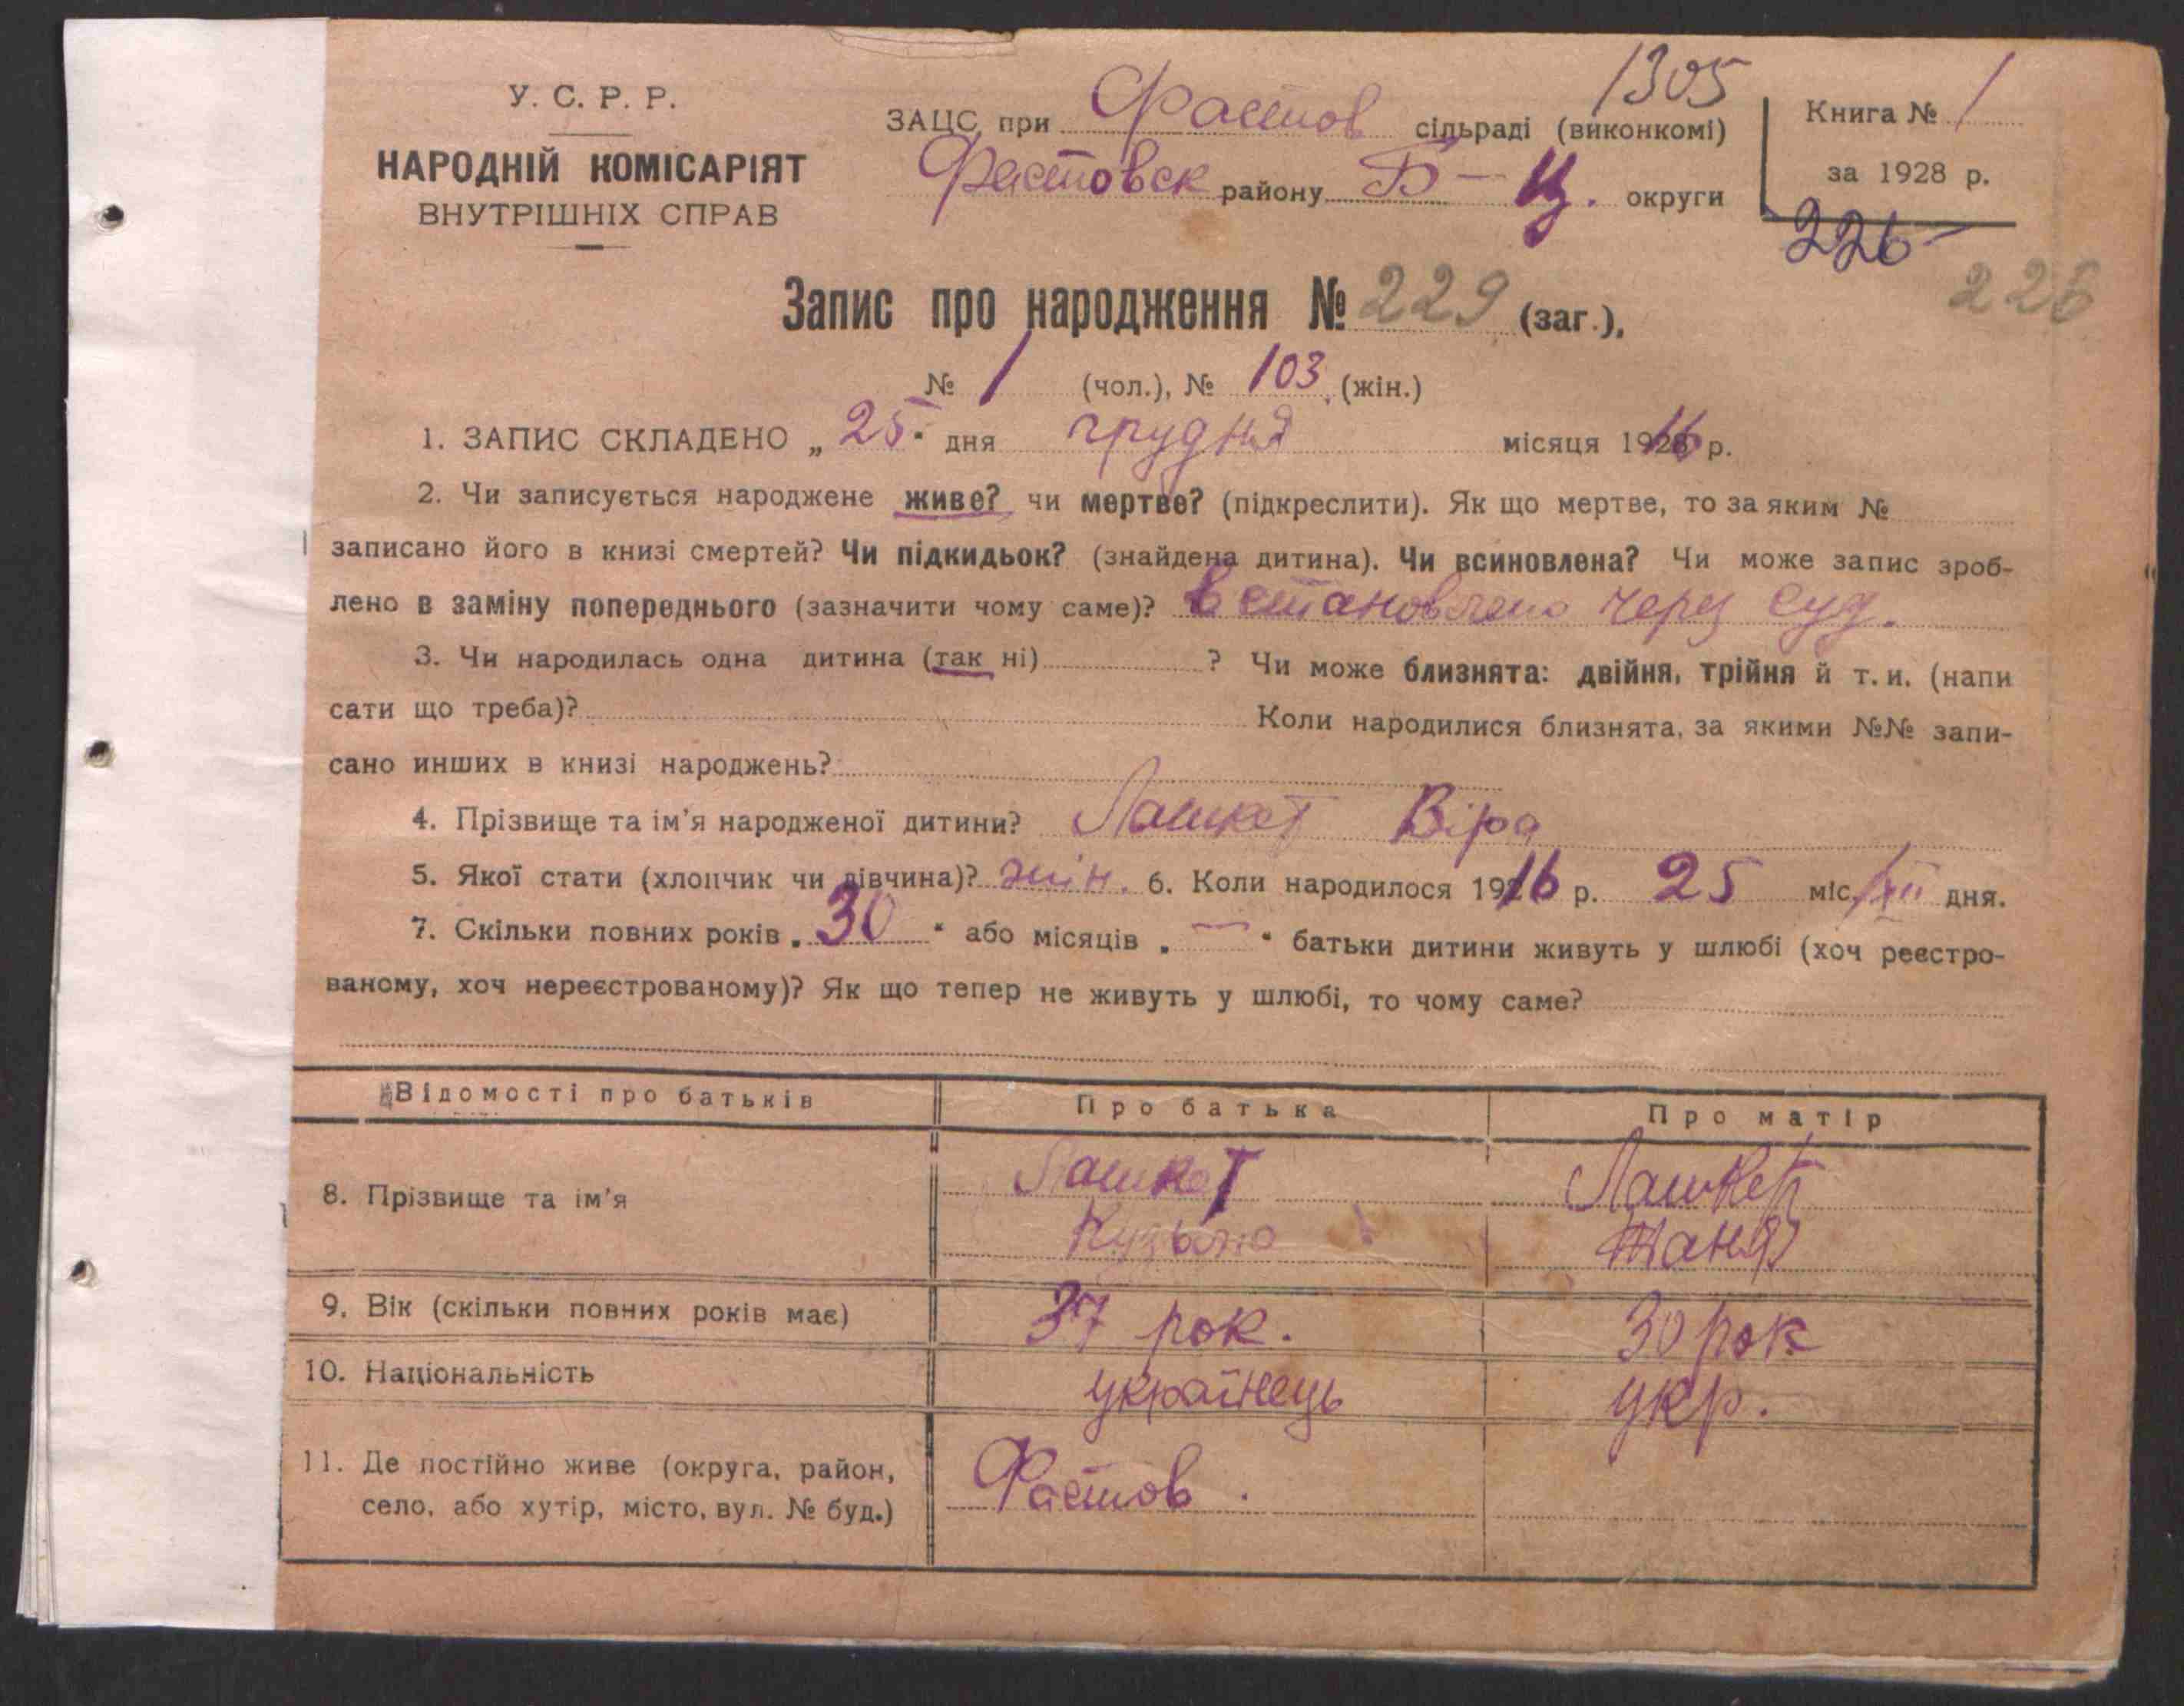 У. С. Р. Р.
НАРОДНІЙ КОМІСАРІЯТ
ВНУТРІШНІХ СПРАВ
1305
ЗАЦС при Фастов сільраді (виконкомі)
Фастовск району Б-Ц. округи
Книга № 1
за 1928 р.
226
226
Запис про народження № 229 (заг.),
№ 1 (чол.), № 103 (жін.)
1. ЗАПИС СКЛАДЕНО „25" дня грудня місяця 1916 р.
2. Чи записується народжене живе? чи мертве? (підкреслити). Як що мертве, то за яким №
записано його в книзі смертей? Чи підкидьок? (знайдена дитина). Чи всиновлена? Чи може запис зроб-
лено в заміну попереднього (зазначити чому саме)? Встановлено через суд.
3. Чи народилась одна дитина (так ні) ? Чи може близнята: двійня, трійня й т. и. (напи
сати що треба)? Коли народилися близнята, за якими №№ запи-
сано инших в книзі народжень?
4. Прізвище та ім'я народженої дитини? Лашкет Віра
5. Якої стати (хлопчик чи дівчина)? жін. 6. Коли народилося 1916 р. 25 міс. XII дня.
7. Скільки повних років „30" або місяців „—" батьки дитини живуть у шлюбі (хоч реєстро-
ваному, хоч нереєстрованому)? Як що тепер не живуть у шлюбі, то чому саме?
Відомості про батьків
Про батька
Про матір
8. Прізвище та ім'я
Лашкет
Лашкет
Кузьма
Таня
9. Вік (скільки повних років має)
37 рок.
30 рок
10. Національність
українець
укр.
11. Де постійно живе (округа, район,
село, або хутір, місто, вул. № буд.)
Фастов.